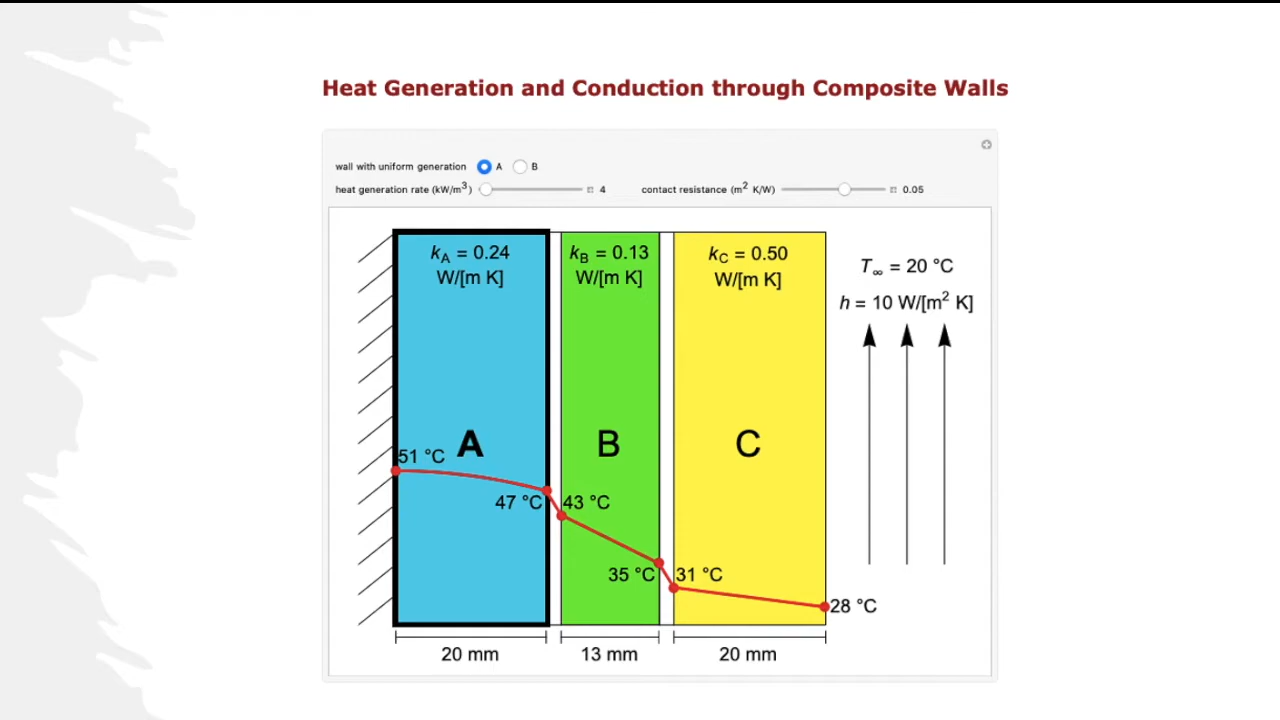 Heat Generation and Conduction through Composite Walls
wall with uniform generation A B
heat generation rate (kW/m³) 4 contact resistance (m² K/W) 0.05
k_A = 0.24
W/[m K]
k_B = 0.13
W/[m K]
k_C = 0.50
W/[m K]
T_∞ = 20 °C
h = 10 W/[m² K]
A
B
C
51 °C
47 °C
43 °C
35 °C
31 °C
28 °C
20 mm
13 mm
20 mm